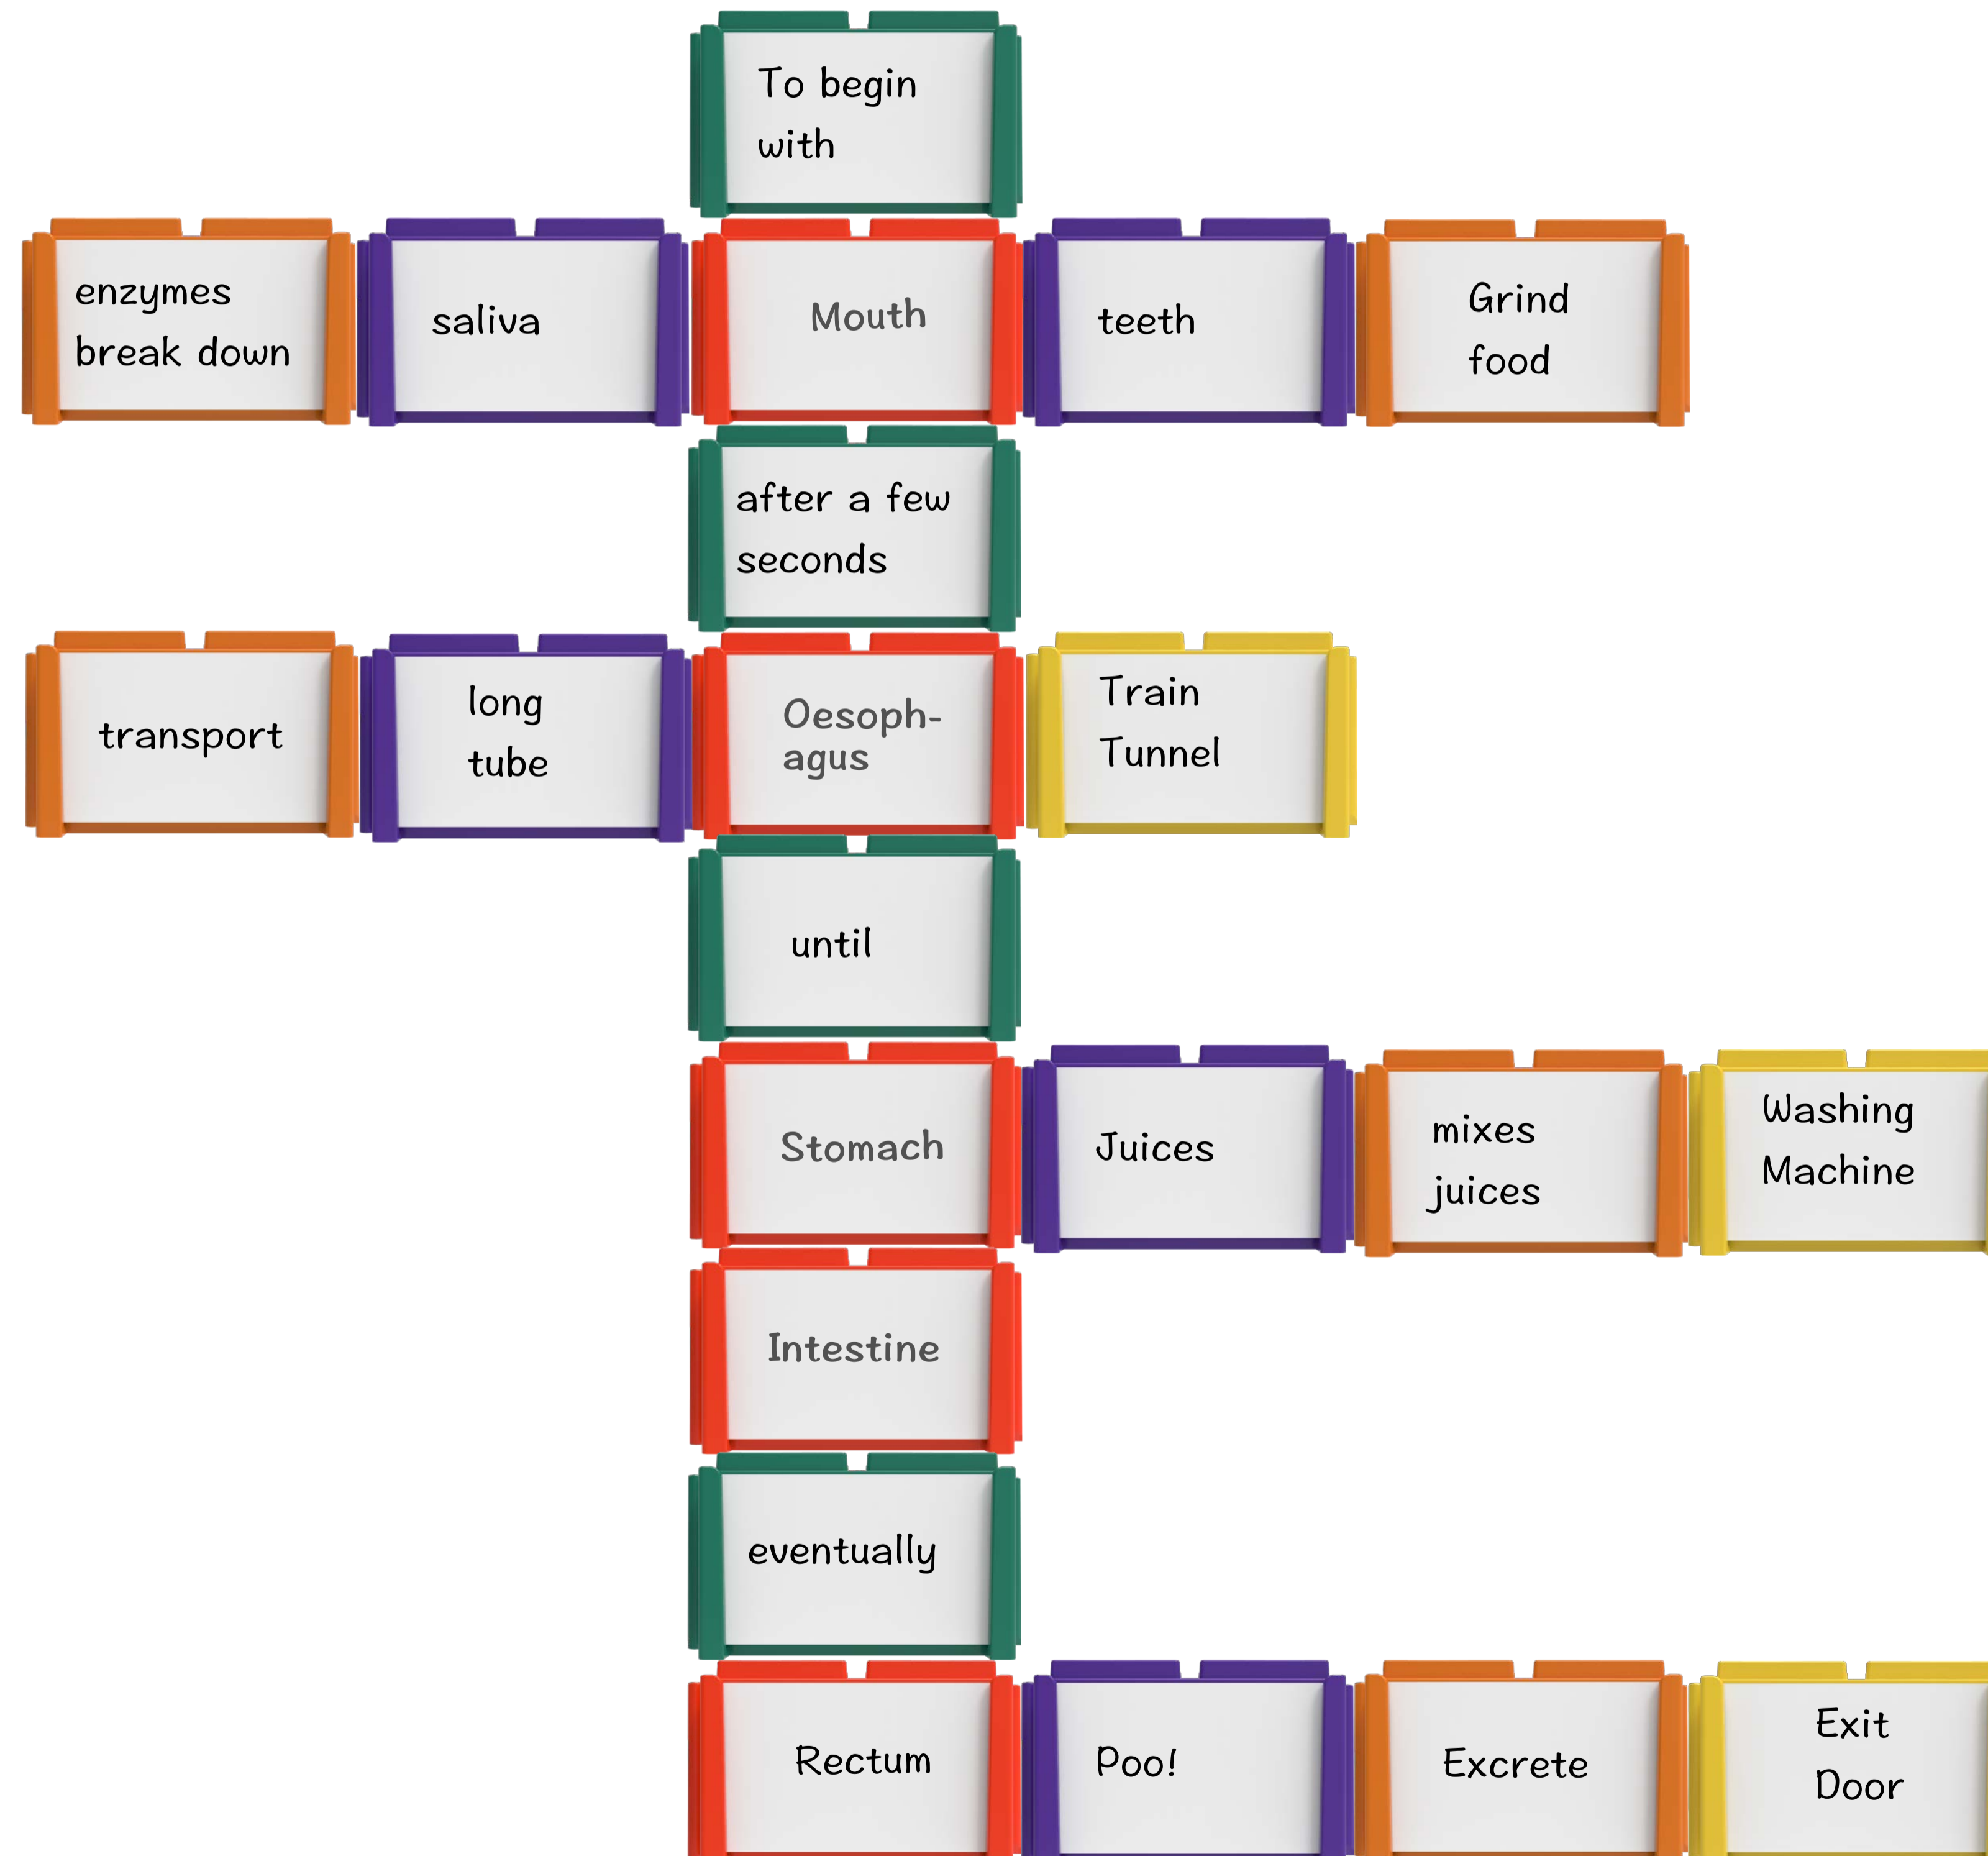 To begin
with
enzymes
break down
saliva
Mouth
teeth
Grind
food
after a few
seconds
transport
long
tube
Oesoph-
agus
Train
Tunnel
until
Stomach
Juices
mixes
juices
Washing
Machine
Intestine
eventually
Rectum
Poo!
Excrete
Exit
Door